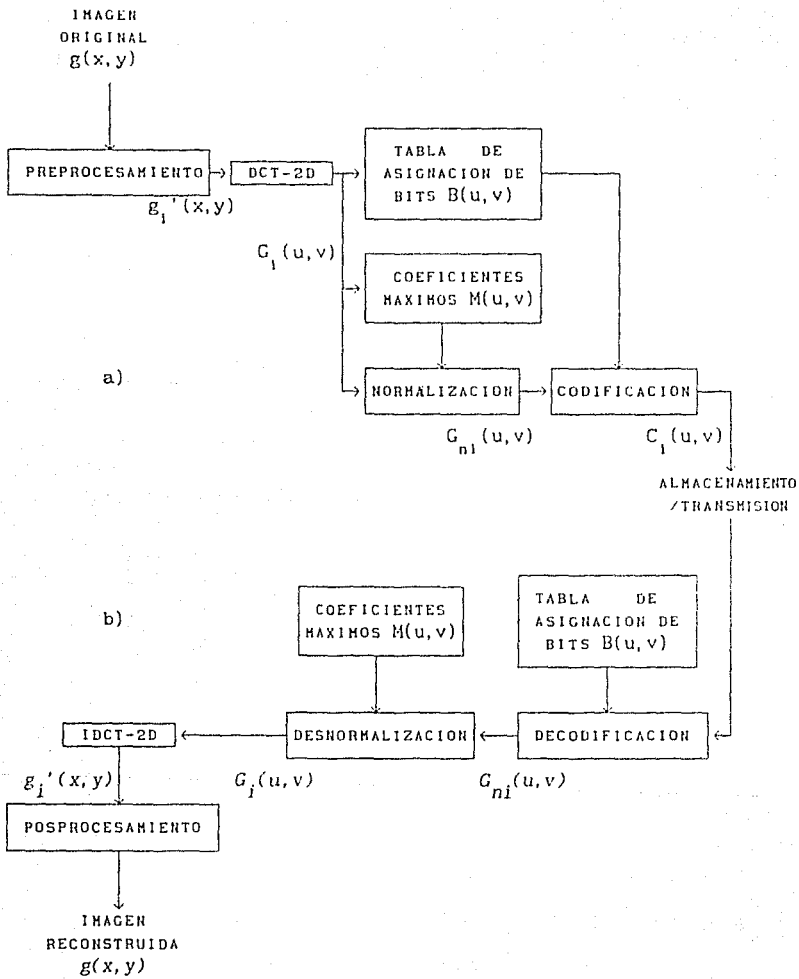 IMAGEN
ORIGINAL
g(x,y)
PREPROCESAMIENTO
DCT-2D
TABLA DE
ASIGNACION DE
BITS B(u,v)
g_i'(x,y)
G_i(u,v)
COEFICIENTES
MAXIMOS M(u,v)
a)
NORMALIZACION
CODIFICACION
G_ni(u,v)
C_i(u,v)
ALMACENAMIENTO
/TRANSMISION
b)
COEFICIENTES
MAXIMOS M(u,v)
TABLA DE
ASIGNACION DE
BITS B(u,v)
IDCT-2D
DESNORMALIZACION
DECODIFICACION
g_i'(x,y)
G_i(u,v)
G_ni(u,v)
POSPROCESAMIENTO
IMAGEN
RECONSTRUIDA
g(x,y)